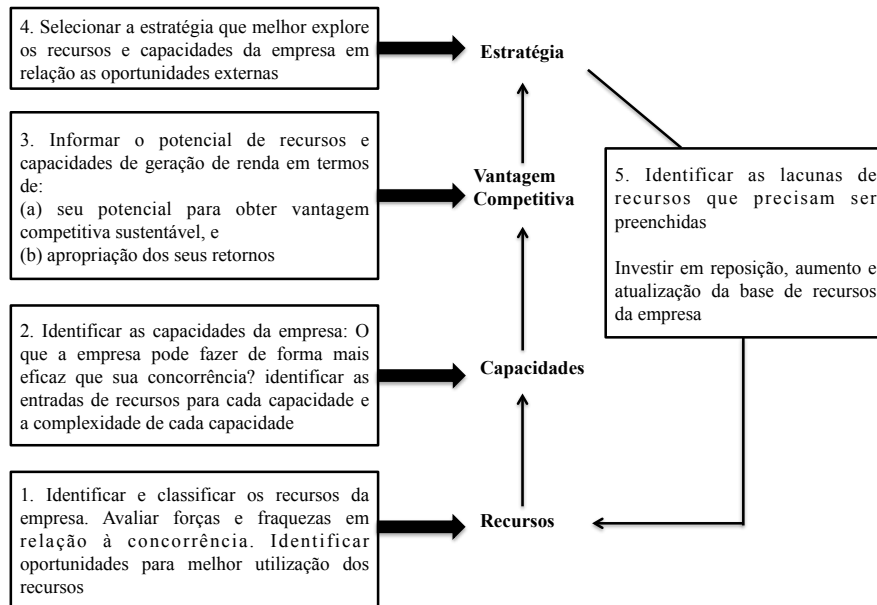 4. Selecionar a estratégia que melhor explore
os recursos e capacidades da empresa em
relação as oportunidades externas
Estratégia
3. Informar o potencial de recursos e
capacidades de geração de renda em termos
de:
(a) seu potencial para obter vantagem
competitiva sustentável, e
(b) apropriação dos seus retornos
Vantagem
Competitiva
5. Identificar as lacunas de
recursos que precisam ser
preenchidas
Investir em reposição, aumento e
atualização da base de recursos
da empresa
2. Identificar as capacidades da empresa: O
que a empresa pode fazer de forma mais
eficaz que sua concorrência? identificar as
entradas de recursos para cada capacidade e
a complexidade de cada capacidade
Capacidades
1. Identificar e classificar os recursos da
empresa. Avaliar forças e fraquezas em
relação à concorrência. Identificar
oportunidades para melhor utilização dos
recursos
Recursos